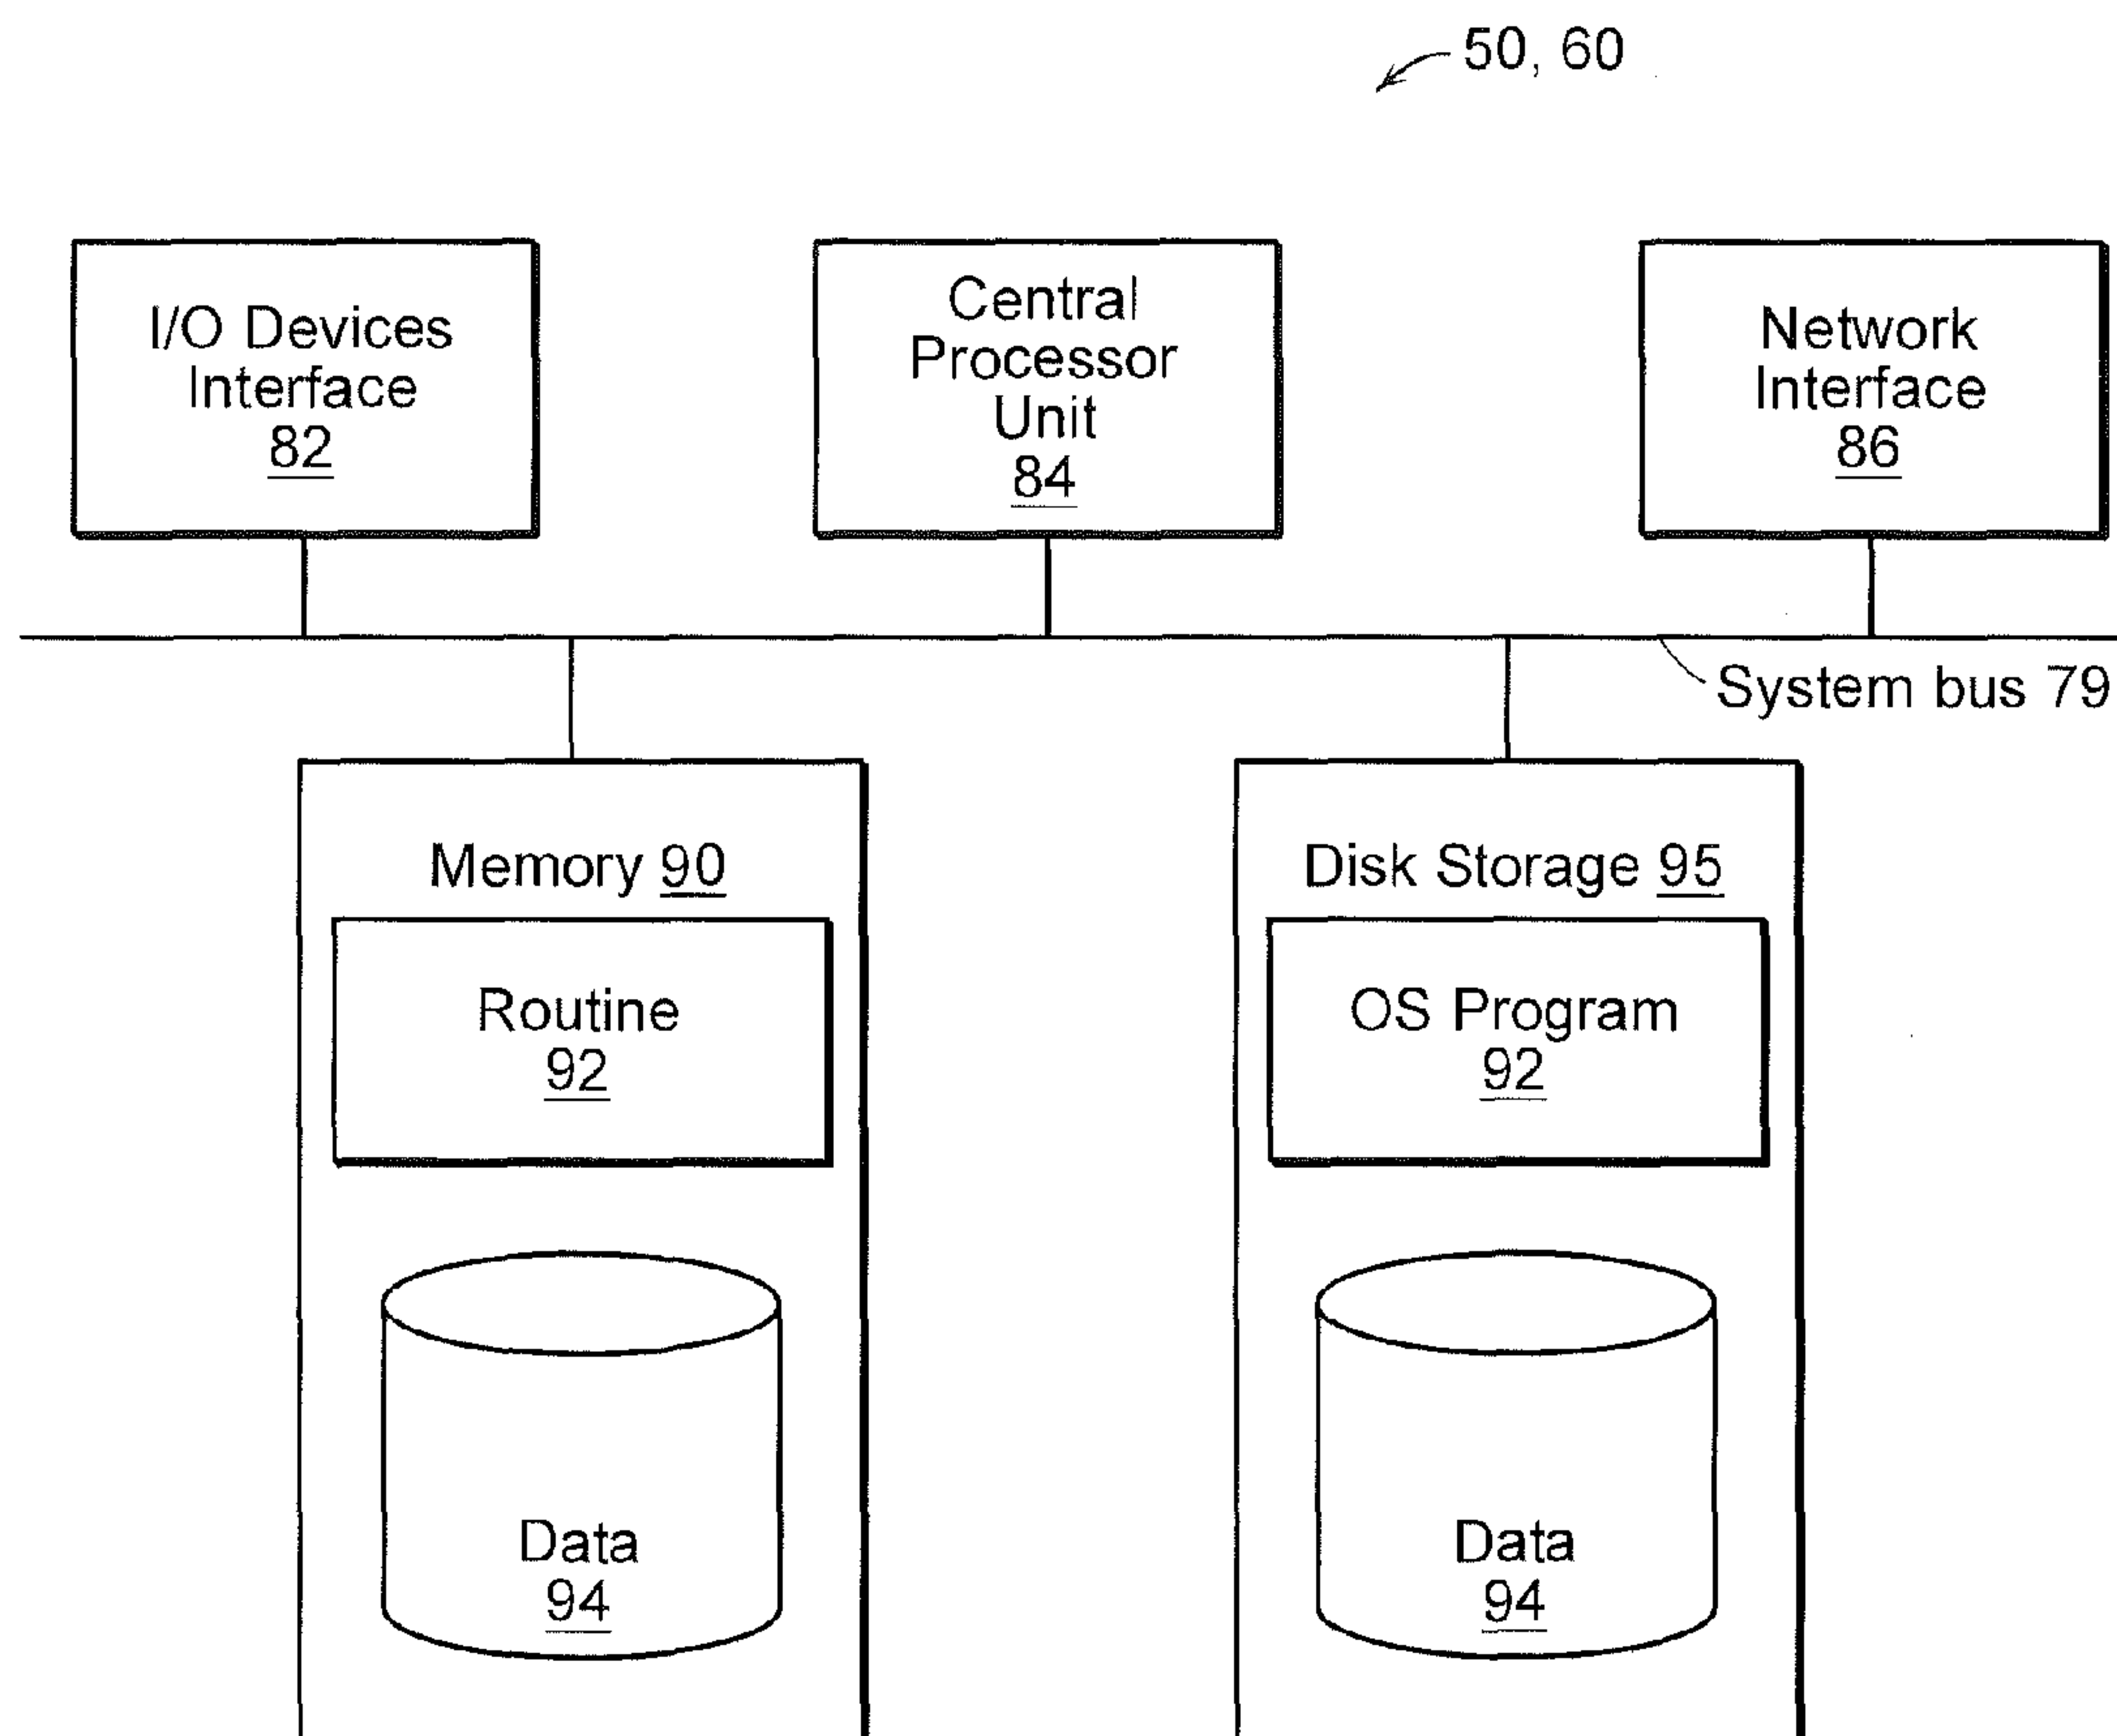 50, 60
I/O Devices
Interface
82
Central
Processor
Unit
84
Network
Interface
86
System bus 79
Memory 90
Routine
92
Data
94
Disk Storage 95
OS Program
92
Data
94